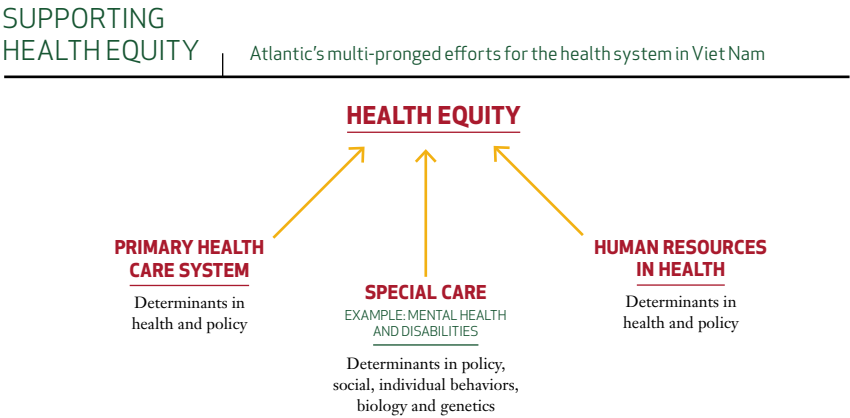 SUPPORTING
HEALTH EQUITY
Atlantic's multi-pronged efforts for the health system in Viet Nam
HEALTH EQUITY
PRIMARY HEALTH
CARE SYSTEM
Determinants in
health and policy
SPECIAL CARE
EXAMPLE: MENTAL HEALTH
AND DISABILITIES
Determinants in policy,
social, individual behaviors,
biology and genetics
HUMAN RESOURCES
IN HEALTH
Determinants in
health and policy